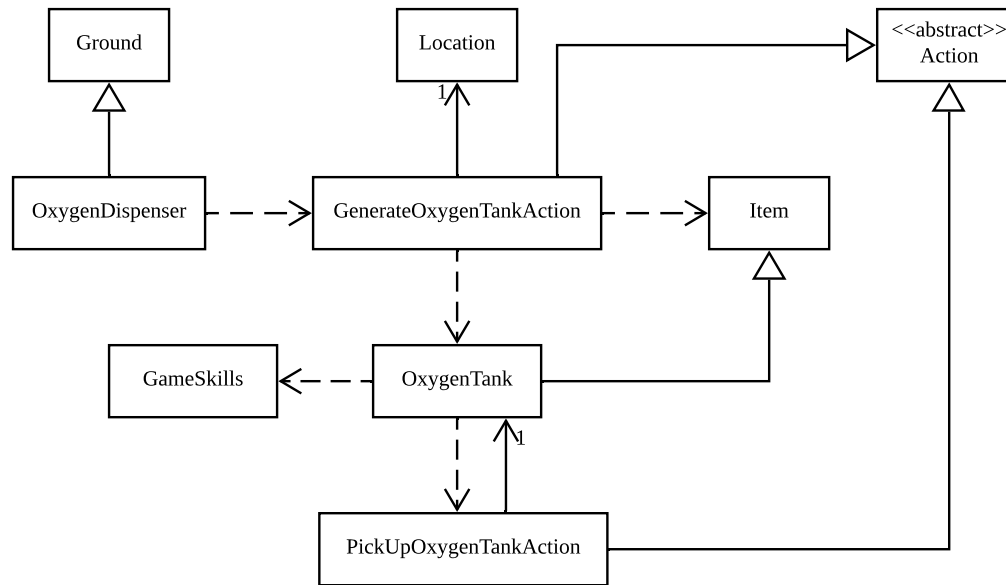 Ground
Location
<<abstract>>
Action
1
OxygenDispenser
GenerateOxygenTankAction
Item
GameSkills
OxygenTank
1
PickUpOxygenTankAction